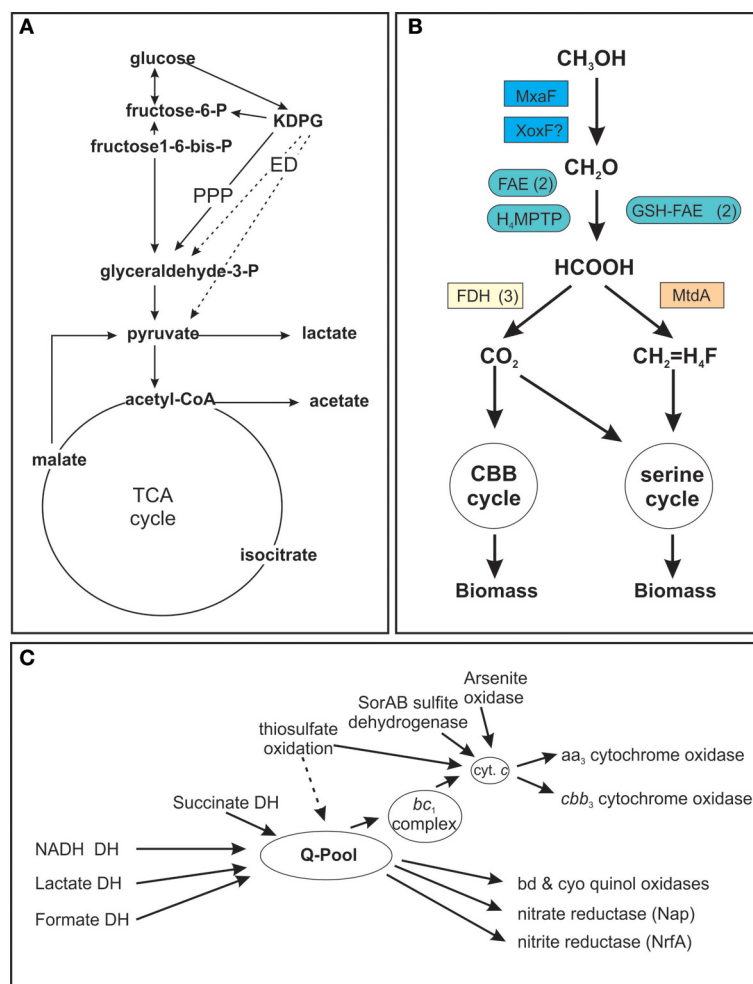 A
glucose
fructose-6-P
KDPG
fructose1-6-bis-P
ED
PPP
glyceraldehyde-3-P
pyruvate
lactate
acetyl-CoA
acetate
malate
TCA
cycle
isocitrate
B
CH₃OH
MxaF
XoxF?
CH₂O
FAE (2)
H₄MPTP
GSH-FAE (2)
HCOOH
FDH (3)
MtdA
CO₂
CH₂=H₄F
CBB
cycle
serine
cycle
Biomass
Biomass
C
Arsenite
oxidase
SorAB sulfite
dehydrogenase
thiosulfate
oxidation
cyt. c
aa₃ cytochrome oxidase
cbb₃ cytochrome oxidase
bc₁
complex
Succinate DH
Q-Pool
NADH DH
Lactate DH
Formate DH
bd & cyo quinol oxidases
nitrate reductase (Nap)
nitrite reductase (NrfA)